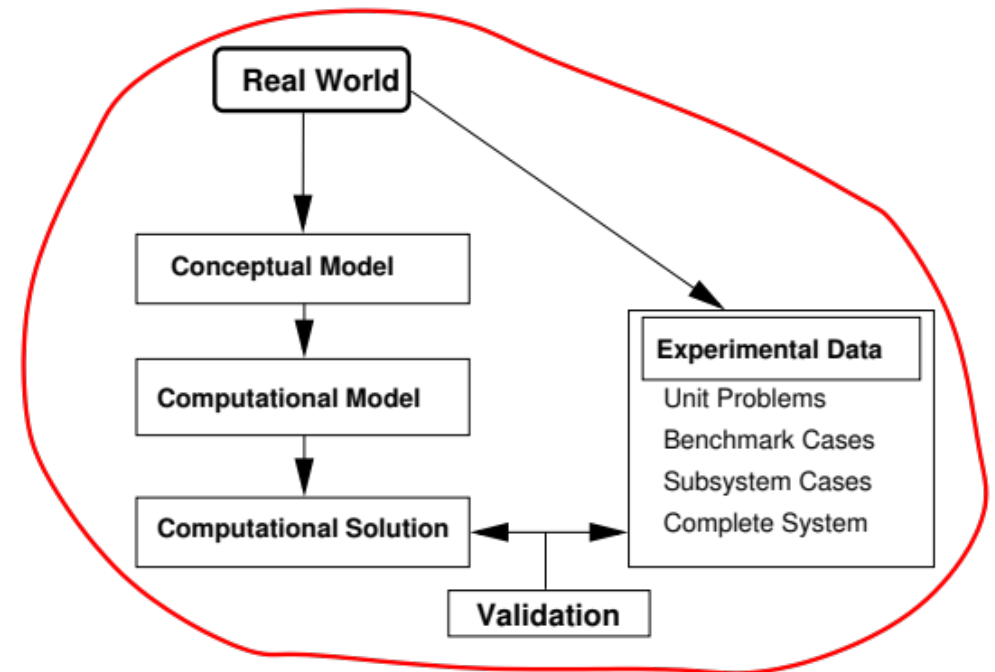 Real World
Conceptual Model
Computational Model
Computational Solution
Experimental Data
Unit Problems
Benchmark Cases
Subsystem Cases
Complete System
Validation